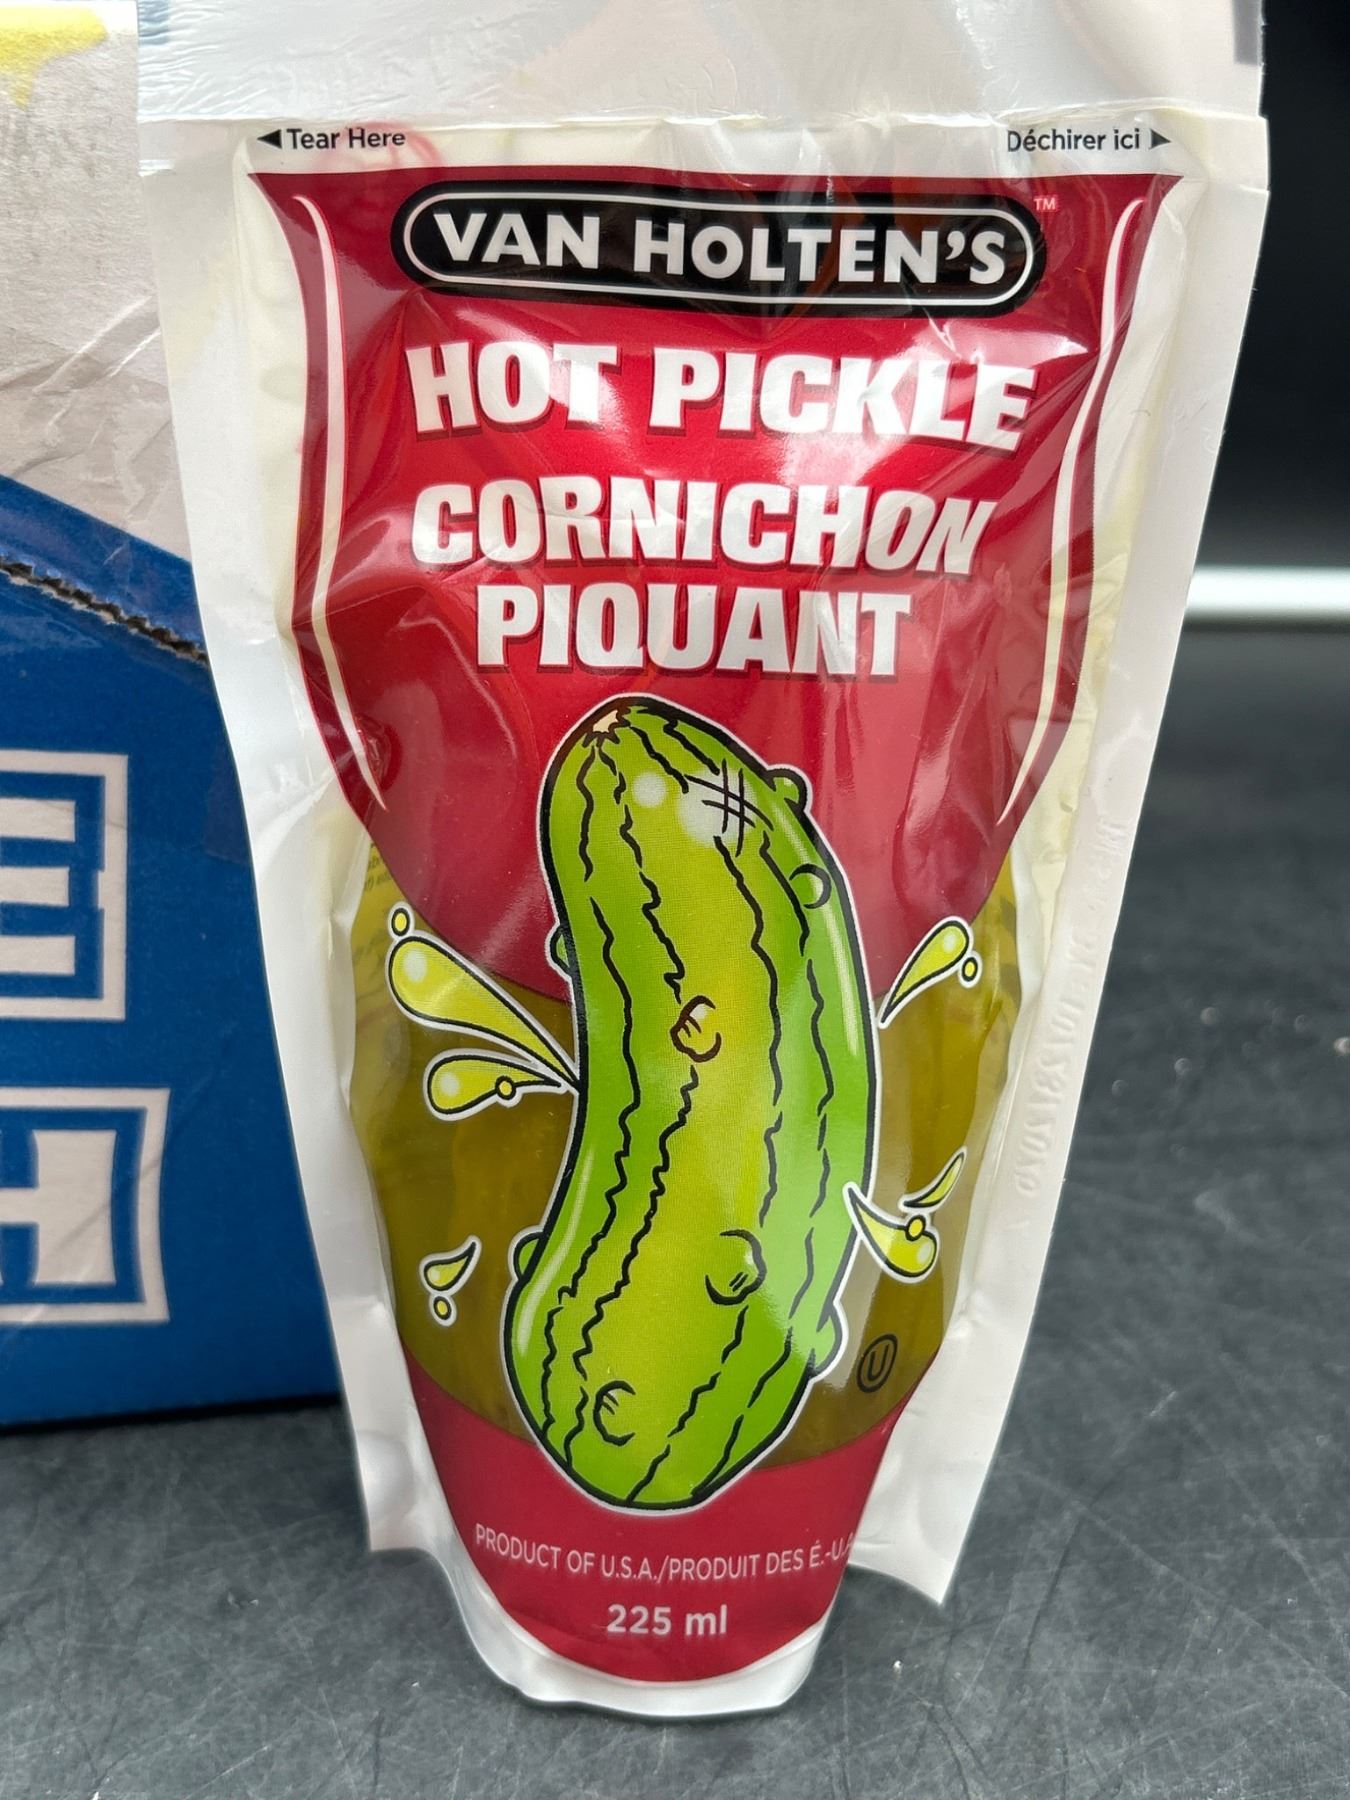 Tear Here
Déchirer ici
VAN HOLTEN'S
™
HOT PICKLE
CORNICHON
PIQUANT
E
H
U
PRODUCT OF U.S.A./PRODUIT DES É.-U.
225 ml